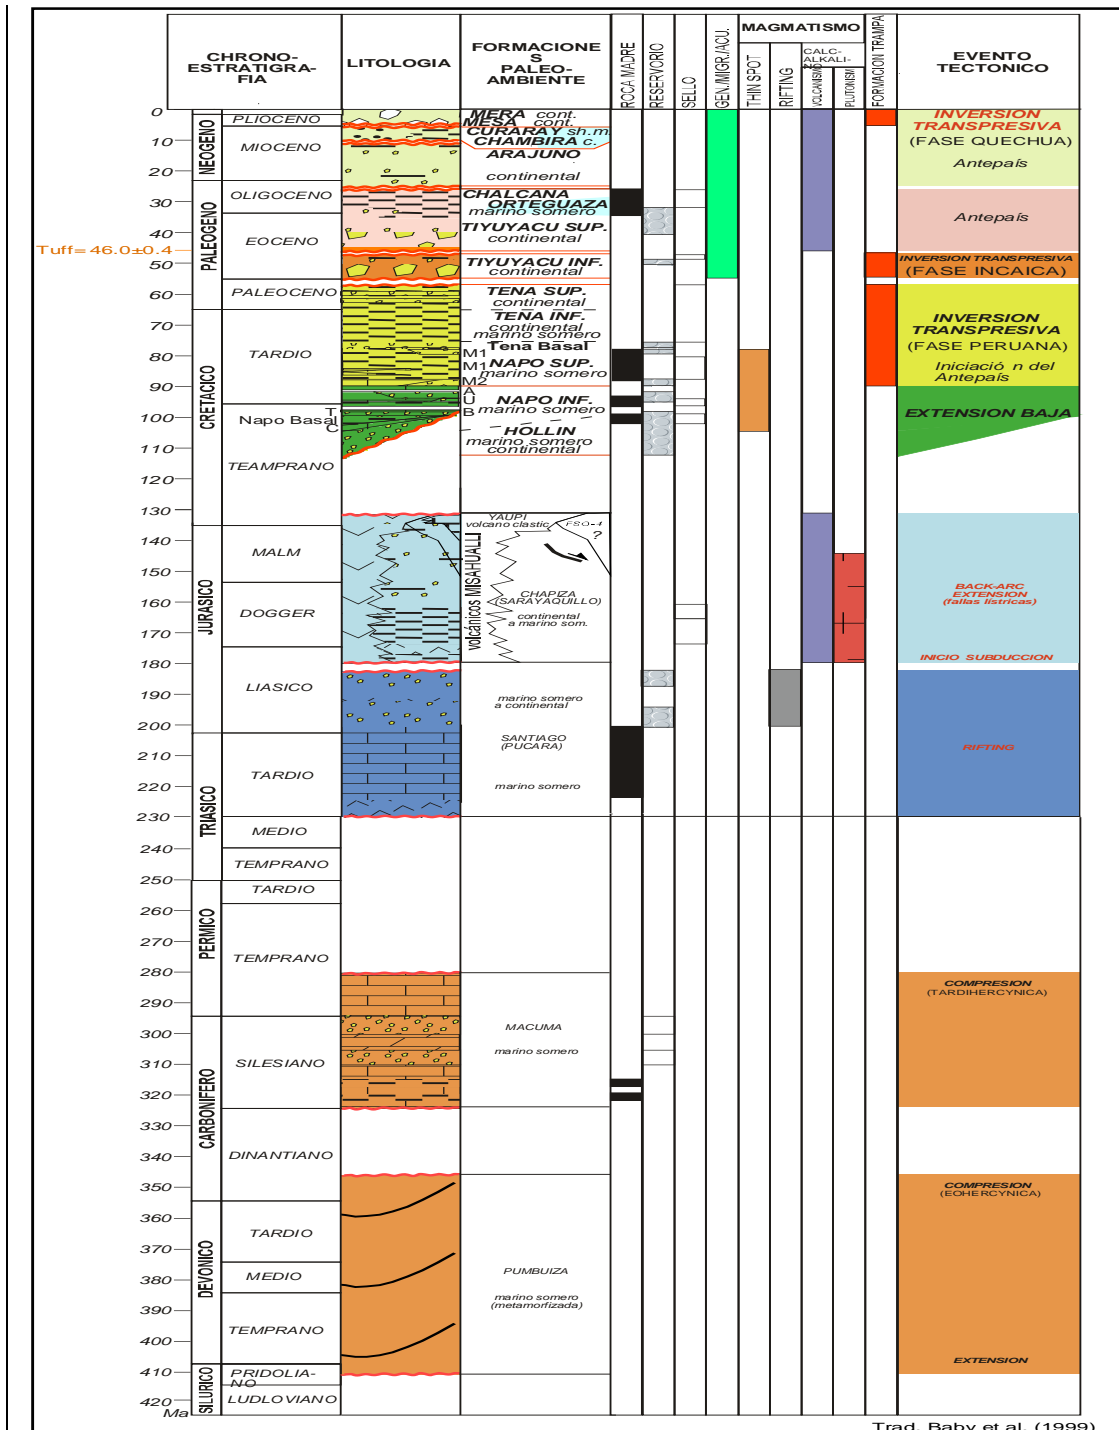 CHRONO-
ESTRATIGRA-
FIA
LITOLOGIA
FORMACIONE
S
PALEO-
AMBIENTE
ROCA MADRE
RESERVORIO
SELLO
GEN./MIGR./ACU.
MAGMATISMO
THIN SPOT
RIFTING
CALC-
ALKALI-
NO
VOLCANISMO
PLUTONISM
FORMACION TRAMPA
EVENTO
TECTONICO
0
10
20
30
40
Tuff= 46.0±0.4
50
60
70
80
90
100
110
120
130
140
150
160
170
180
190
200
210
220
230
240
250
260
270
280
290
300
310
320
330
340
350
360
370
380
390
400
410
420
Ma
NEOGENO
PALEOGENO
CRETACICO
JURASICO
TRIASICO
PERMICO
CARBONIFERO
DEVONICO
SILURICO
PLIOCENO
MIOCENO
OLIGOCENO
EOCENO
PALEOCENO
TARDIO
T
Napo Basal
C
TEAMPRANO
MALM
DOGGER
LIASICO
TARDIO
MEDIO
TEMPRANO
TARDIO
TEMPRANO
SILESIANO
DINANTIANO
TARDIO
MEDIO
TEMPRANO
PRIDOLIA-
NO
LUDLOVIANO
MERA cont.
MESA cont.
CURARAY sh.m.
CHAMBIRA c.
ARAJUNO
continental
CHALCANA
ORTEGUAZA
marino somero
TIYUYACU SUP.
continental
TIYUYACU INF.
continental
TENA SUP.
continental
TENA INF.
continental
marino somero
Tena Basal
M1
NAPO SUP.
M1
marino somero
M2
A
NAPO INF.
U
marino somero
B
HOLLIN
marino somero
continental
YAUPI
volcano clastic
FSO-4
?
volcánicos MISAHUALLI
CHAPIZA
(SARAYAQUILLO)
continental
a marino som.
marino somero
a continental
SANTIAGO
(PUCARA)
marino somero
MACUMA
marino somero
PUMBUIZA
marino somero
(metamorfizada)
INVERSION
TRANSPRESIVA
(FASE QUECHUA)
Antepaís
Antepaís
INVERSION TRANSPRESIVA
(FASE INCAICA)
INVERSION
TRANSPRESIVA
(FASE PERUANA)
Iniciació n del
Antepaís
EXTENSION BAJA
BACK-ARC
EXTENSION
(fallas lístricas)
INICIO SUBDUCCION
RIFTING
COMPRESION
(TARDIHERCYNICA)
COMPRESION
(EOHERCYNICA)
EXTENSION
Trad. Baby et al. (1999)